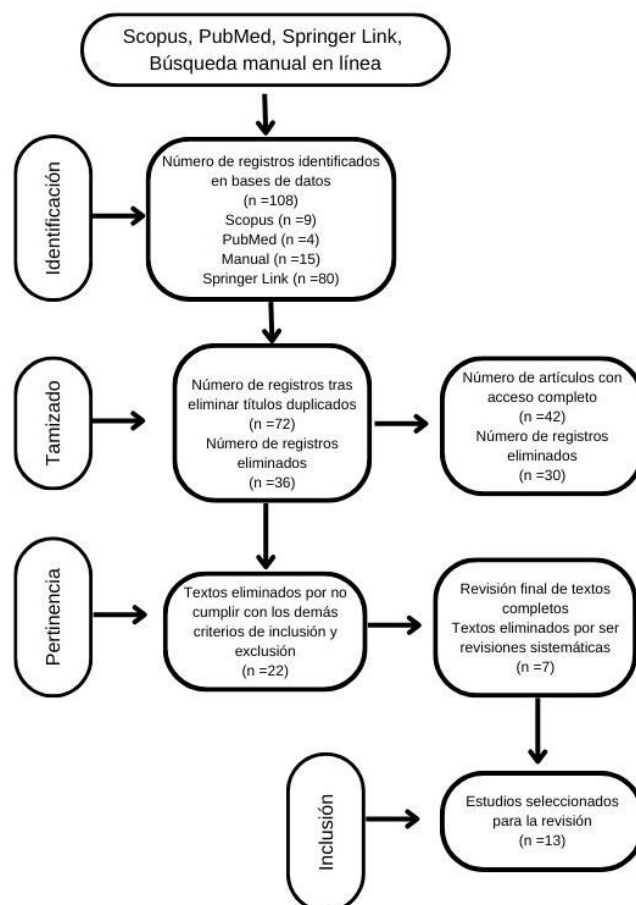 Scopus, PubMed, Springer Link,
Búsqueda manual en línea
Identificación
Número de registros identificados
en bases de datos
(n =108)
Scopus (n =9)
PubMed (n =4)
Manual (n =15)
Springer Link (n =80)
Tamizado
Número de registros tras
eliminar títulos duplicados
(n =72)
Número de registros
eliminados
(n =36)
Número de artículos con
acceso completo
(n =42)
Número de registros
eliminados
(n =30)
Pertinencia
Textos eliminados por no
cumplir con los demás
criterios de inclusión y
exclusión
(n =22)
Revisión final de textos
completos
Textos eliminados por ser
revisiones sistemáticas
(n =7)
Inclusión
Estudios seleccionados
para la revisión
(n =13)